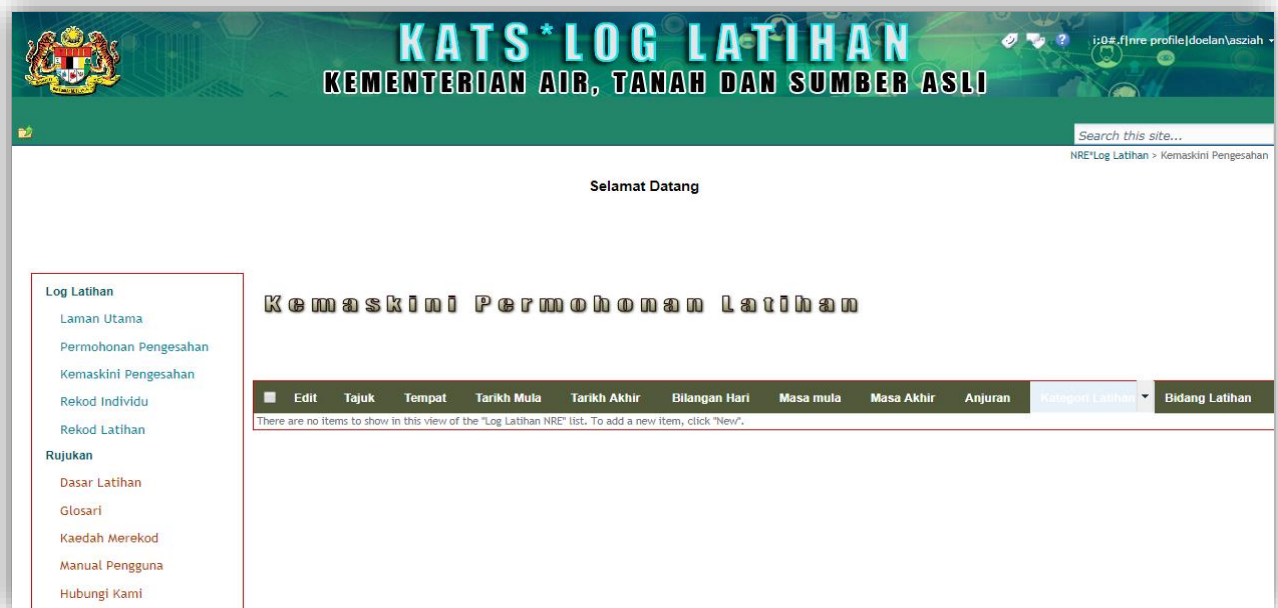 KATS*LOG LATIHAN
KEMENTERIAN AIR, TANAH DAN SUMBER ASLI
i:0#.f|nre profile|doelan\asziah
Search this site...
NRE*Log Latihan > Kemaskini Pengesahan
Selamat Datang
Log Latihan
Laman Utama
Permohonan Pengesahan
Kemaskini Pengesahan
Rekod Individu
Rekod Latihan
Rujukan
Dasar Latihan
Glosari
Kaedah Merekod
Manual Pengguna
Hubungi Kami
Kemaskini Permohonan Latihan
Edit Tajuk Tempat Tarikh Mula Tarikh Akhir Bilangan Hari Masa mula Masa Akhir Anjuran Kategori Latihan Bidang Latihan
There are no items to show in this view of the "Log Latihan NRE" list. To add a new item, click "New".